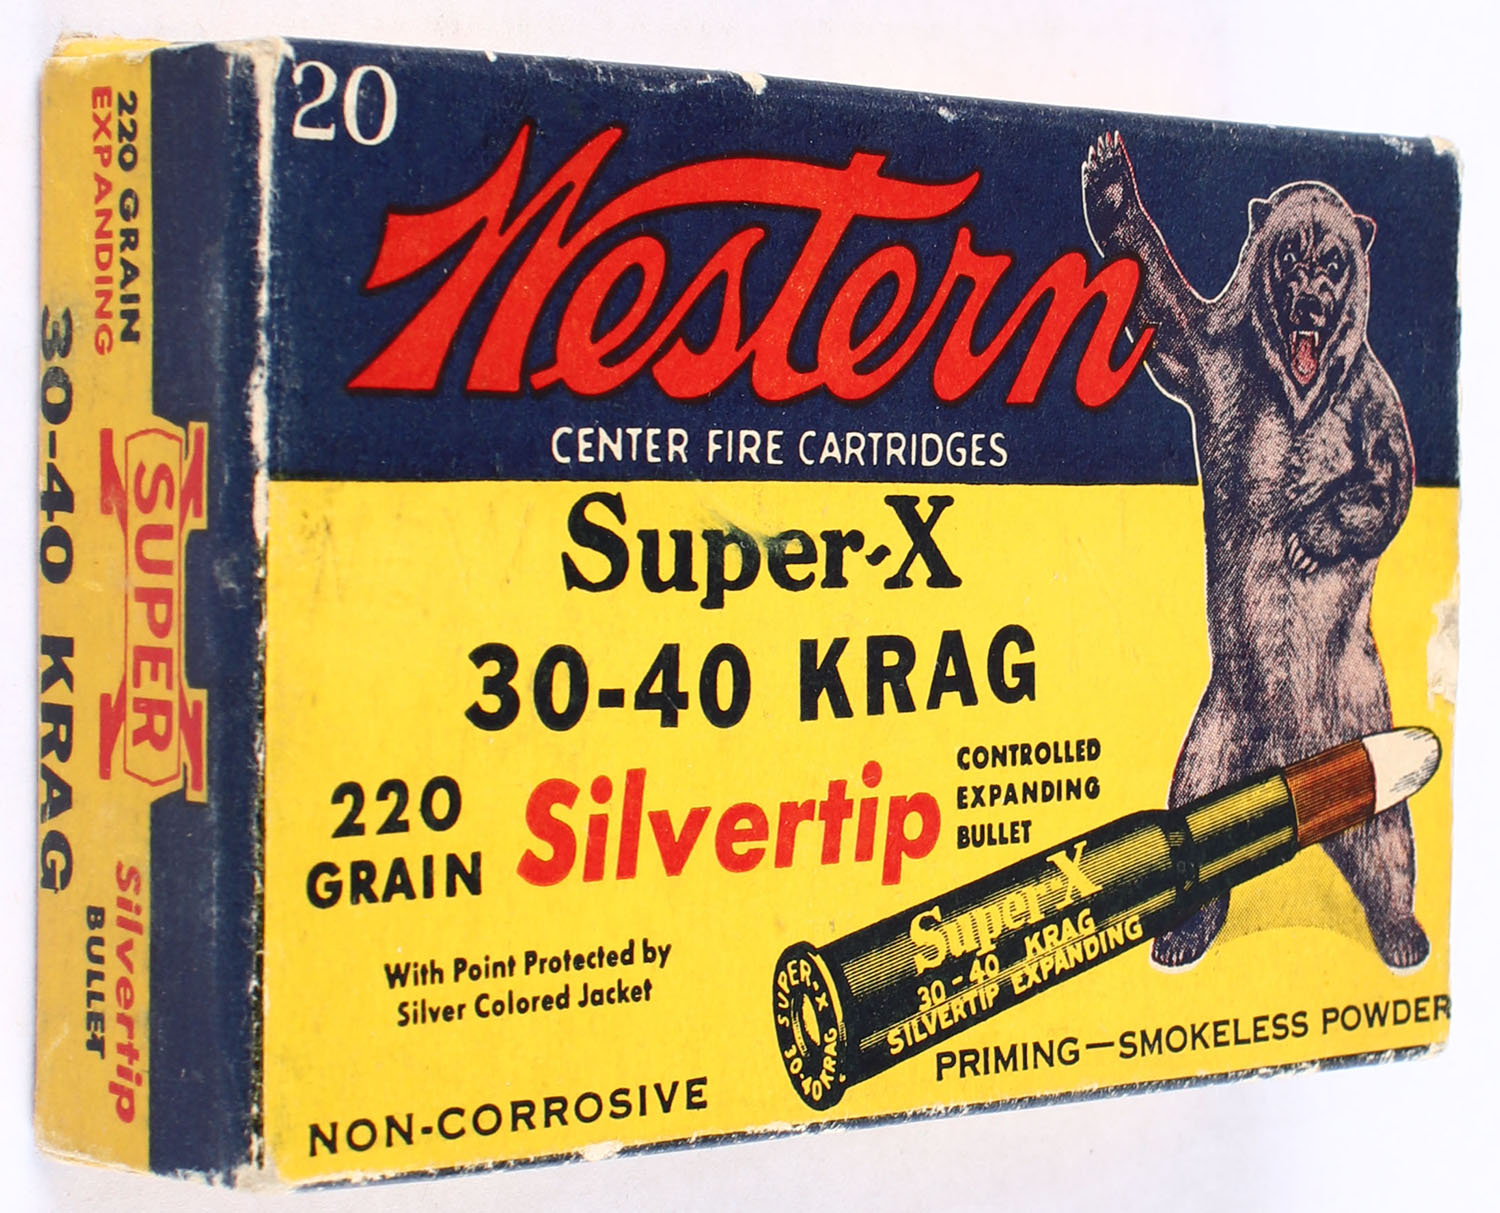 20
Western
CENTER FIRE CARTRIDGES
Super-X
30-40 KRAG
220
GRAIN
Silvertip
CONTROLLED
EXPANDING
BULLET
With Point Protected by
Silver Colored Jacket
Super-X
30-40 KRAG
SILVERTIP EXPANDING
SUPER-X
30-40 KRAG
NON-CORROSIVE PRIMING—SMOKELESS POWDER
220 GRAIN
EXPANDING
30-40 KRAG
SUPER
X
Silvertip
BULLET